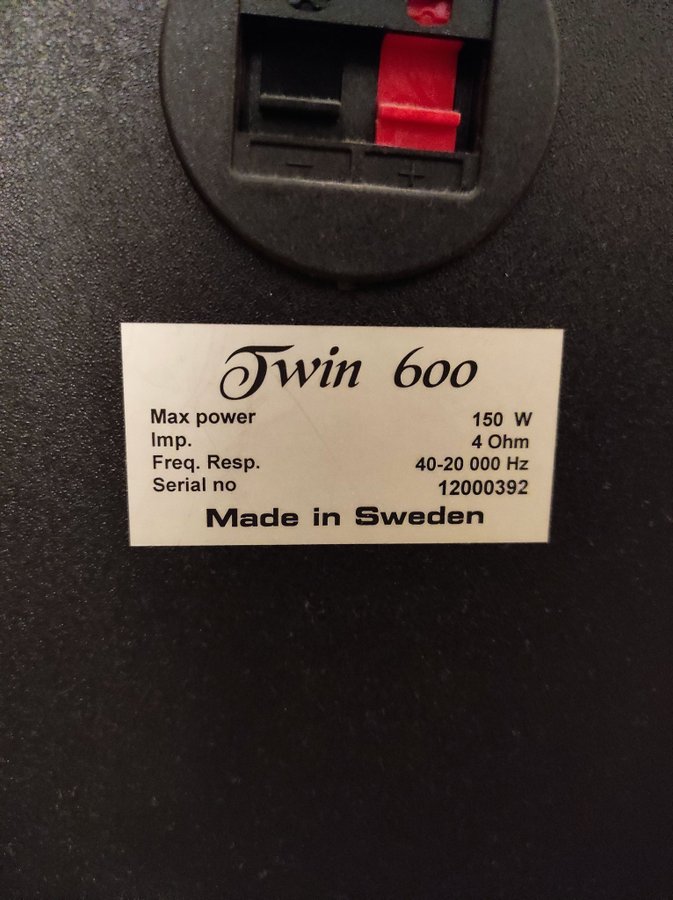 - +
Twin 600
Max power 150 W
Imp. 4 Ohm
Freq. Resp. 40-20 000 Hz
Serial no 12000392
Made in Sweden